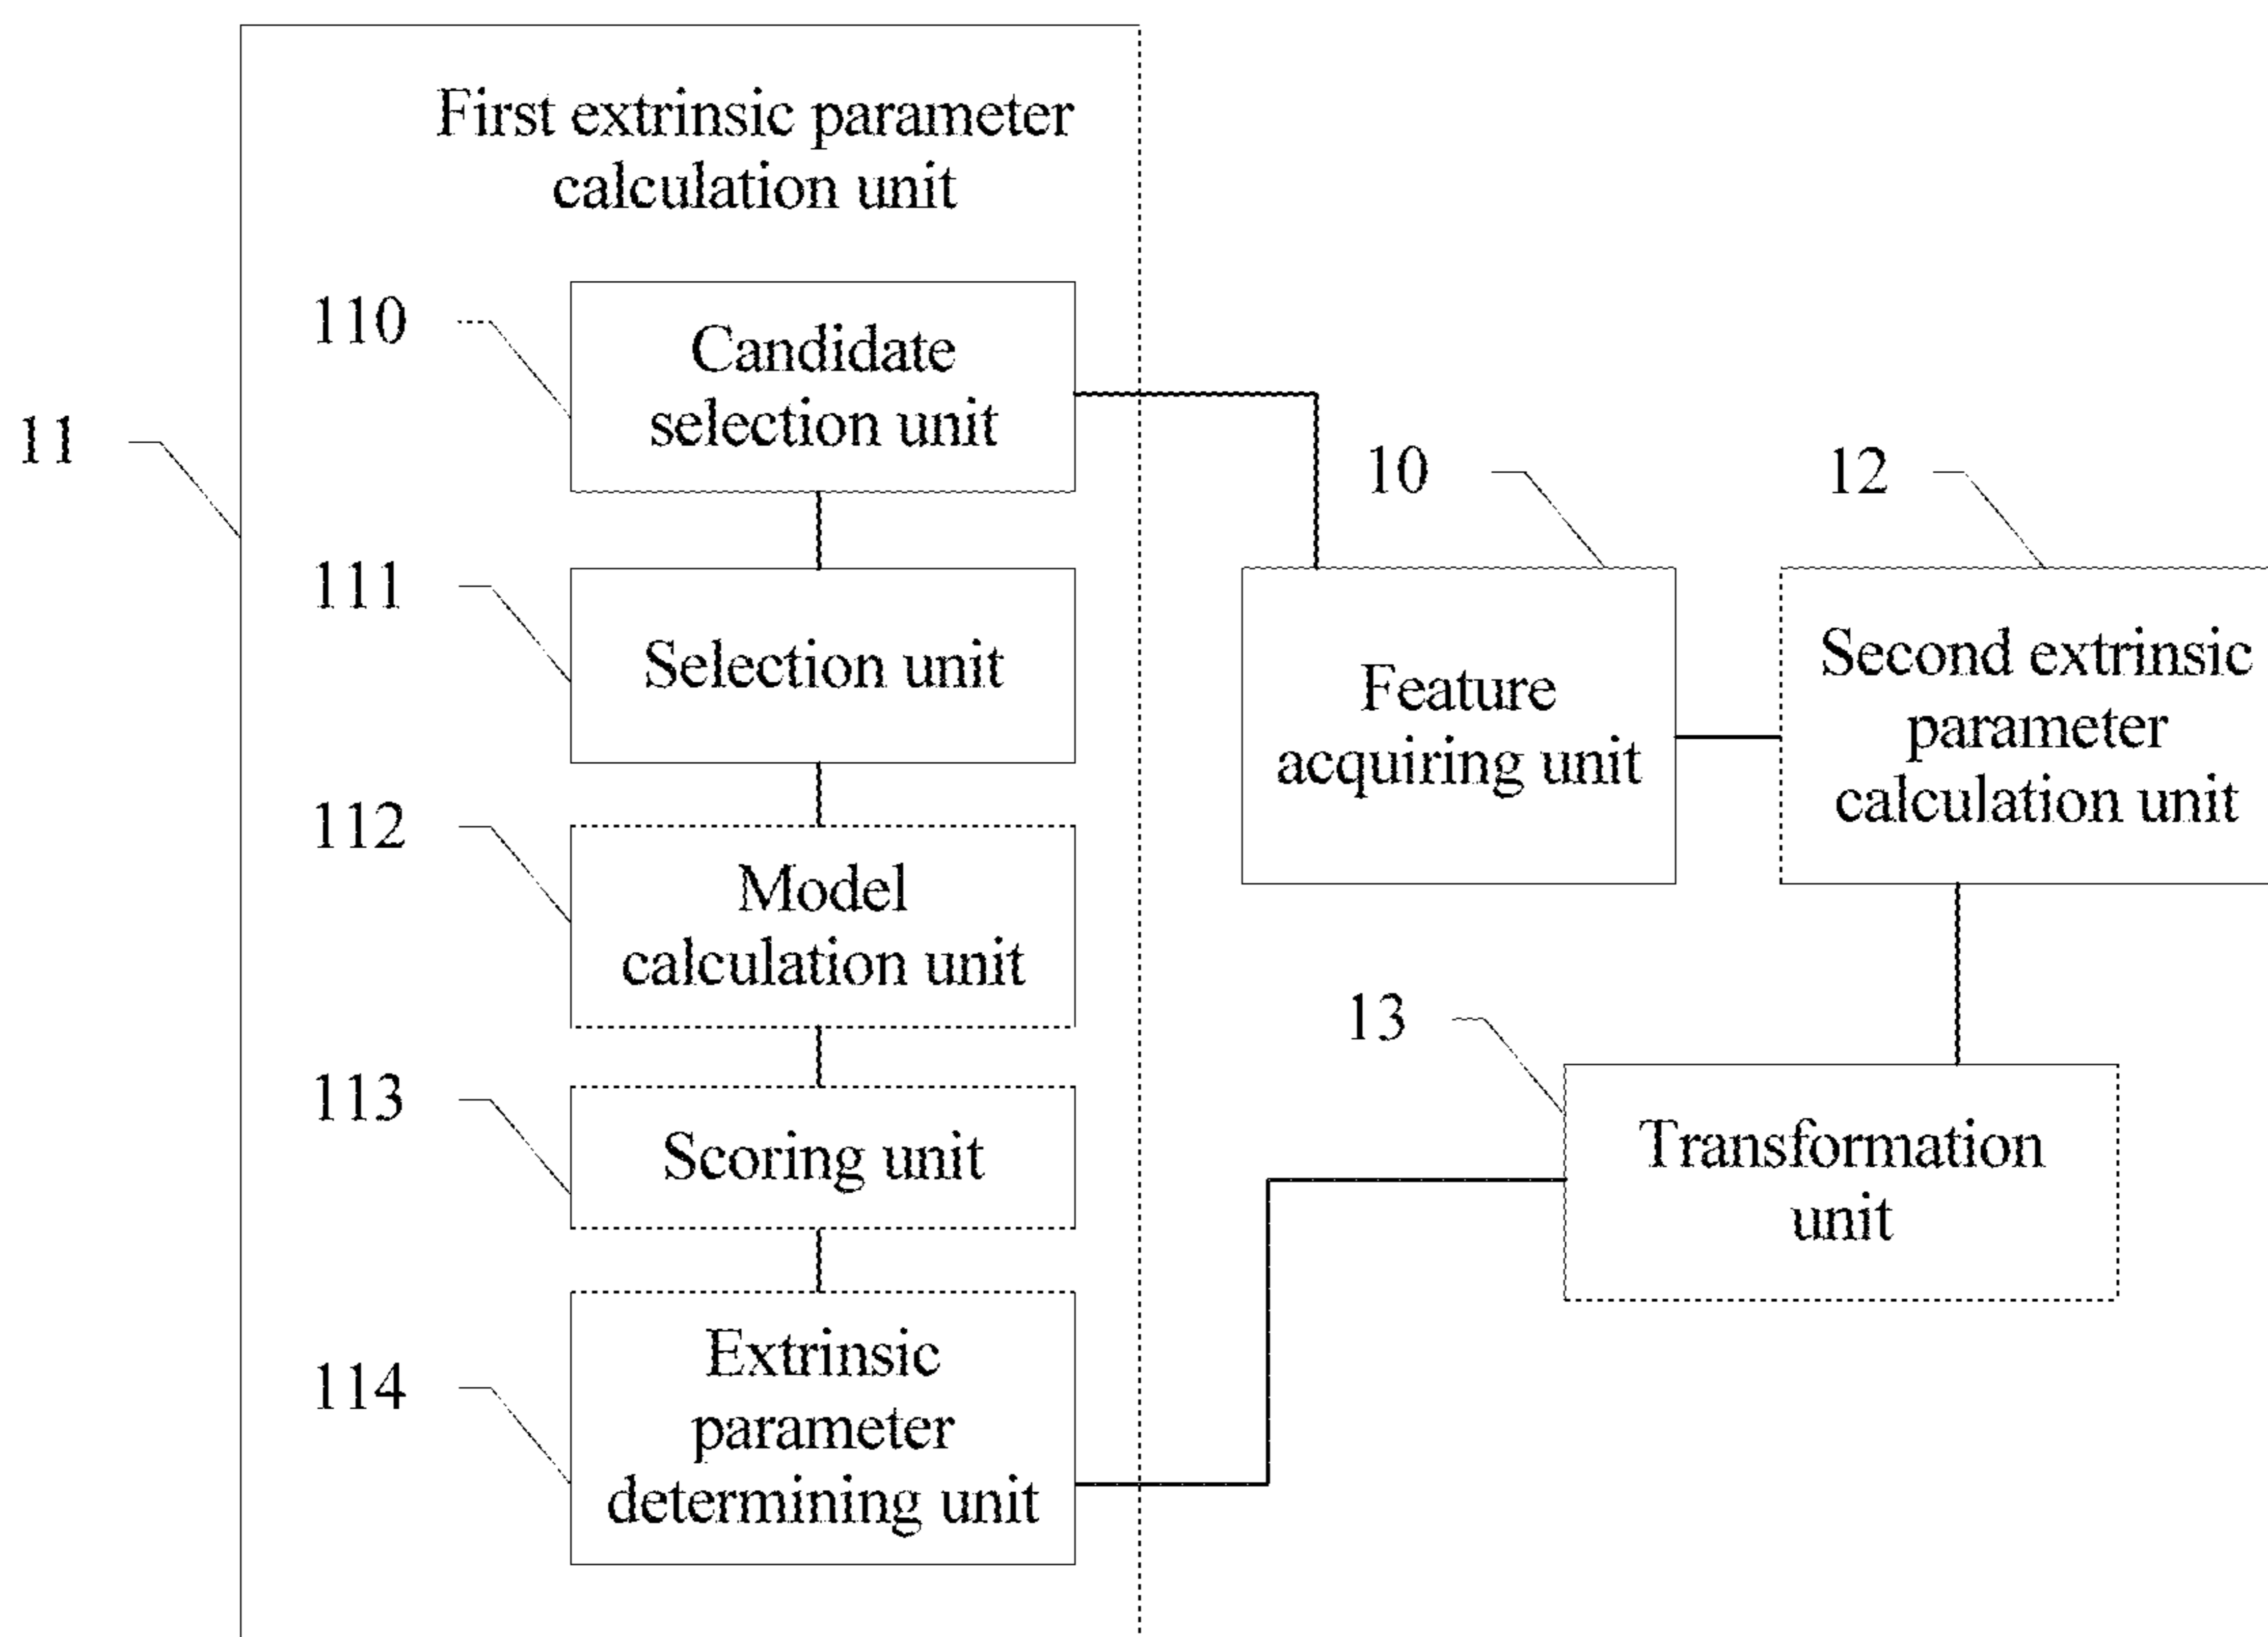 First extrinsic parameter
calculation unit
110
Candidate
selection unit
11
10
12
111
Selection unit
Feature
acquiring unit
Second extrinsic
parameter
calculation unit
112
Model
calculation unit
13
113
Scoring unit
Transformation
unit
114
Extrinsic
parameter
determining unit